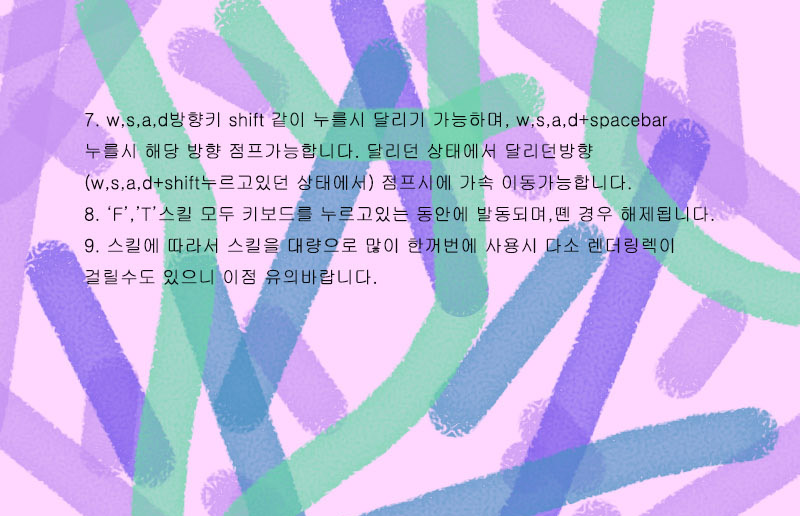 7. w,s,a,d방향키 shift 같이 누를시 달리기 가능하며, w,s,a,d+spacebar
누를시 해당 방향 점프가능합니다. 달리던 상태에서 달리던방향
(w,s,a,d+shift누르고있던 상태에서) 점프시에 가속 이동가능합니다.
8. ‘F’,’T’스킬 모두 키보드를 누르고있는 동안에 발동되며,뗸 경우 해제됩니다.
9. 스킬에 따라서 스킬을 대량으로 많이 한꺼번에 사용시 다소 렌더링렉이
걸릴수도 있으니 이점 유의바랍니다.